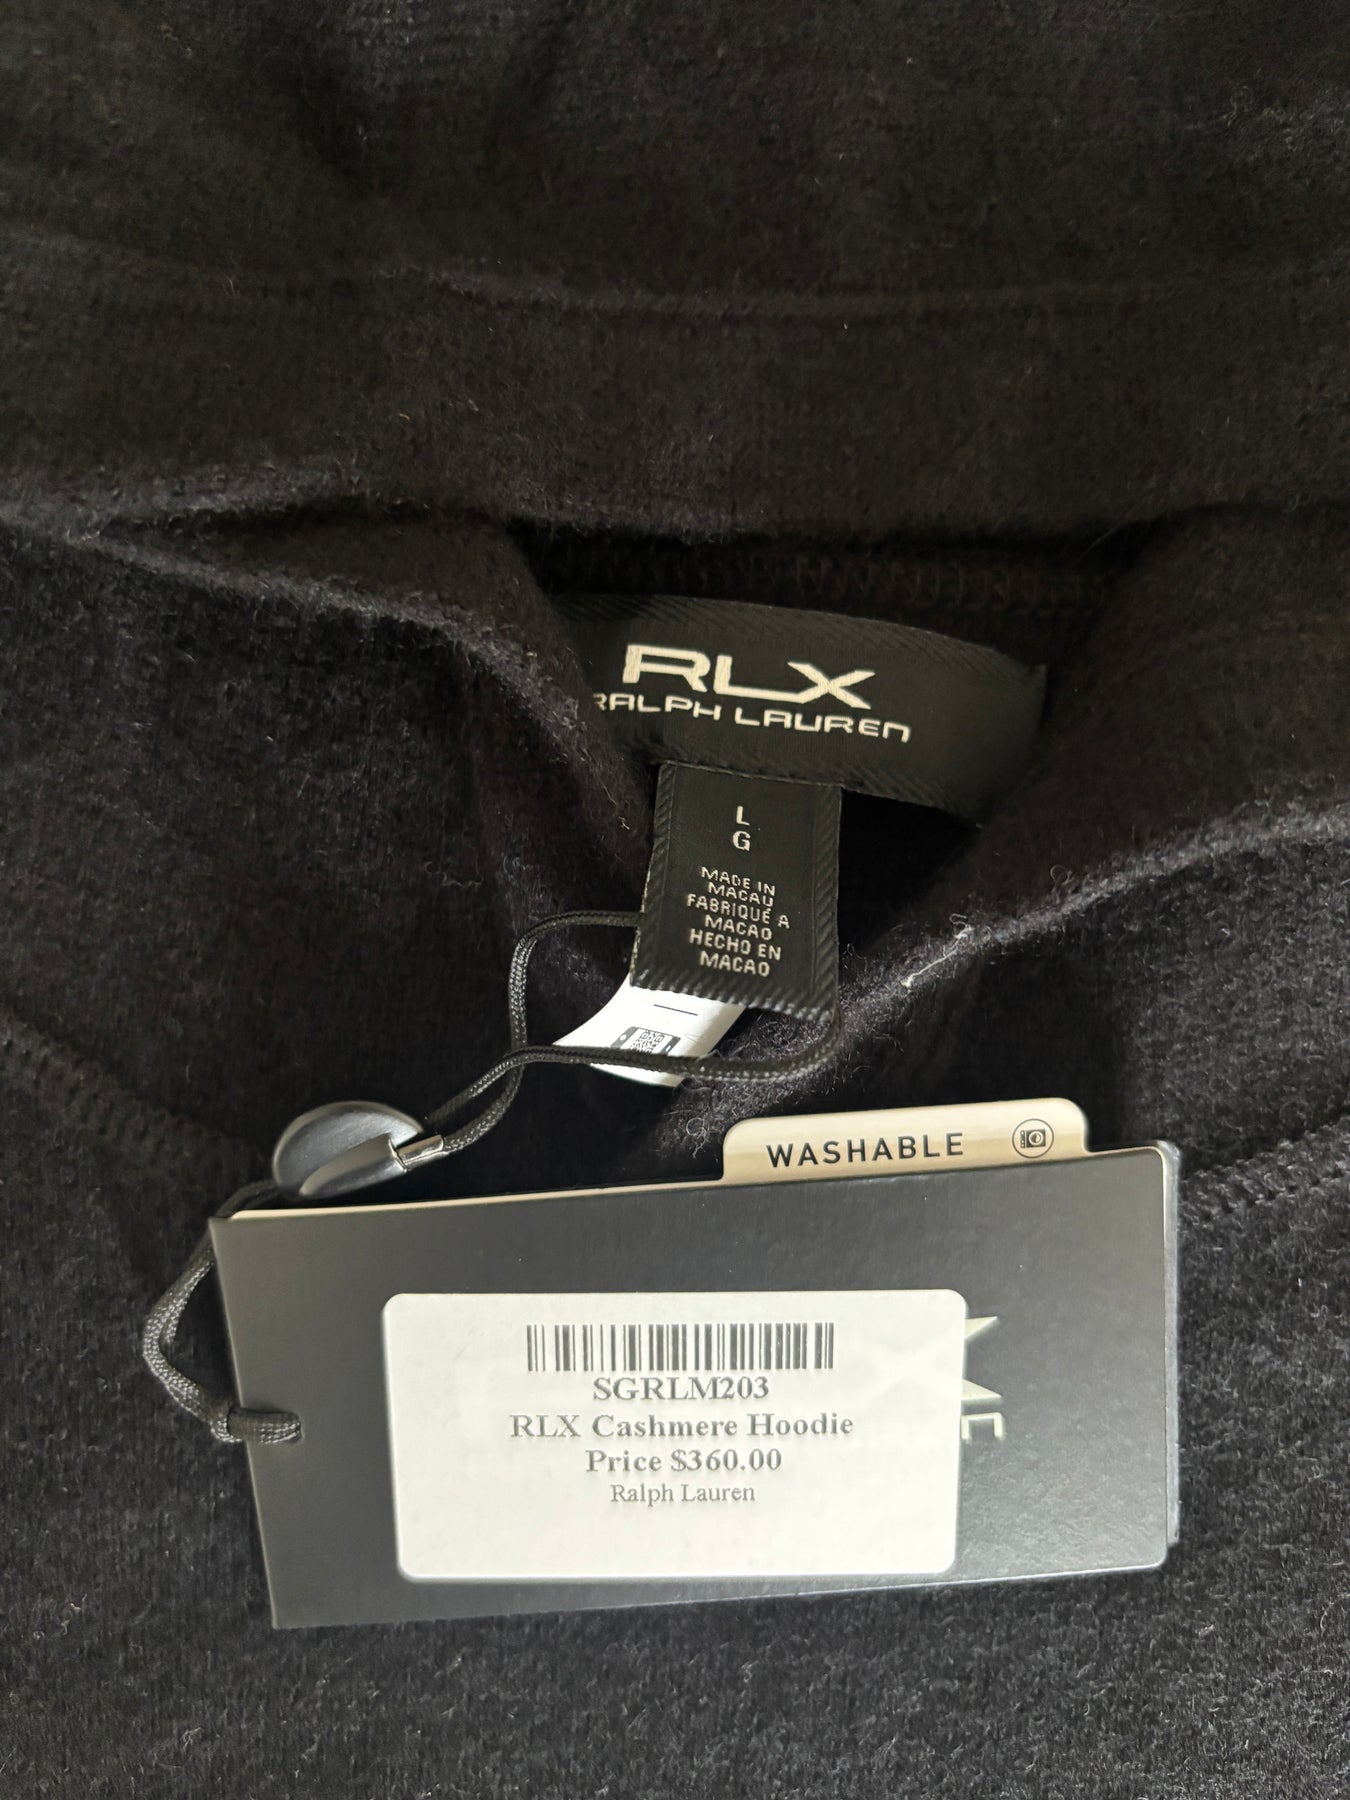 RLX
RALPH LAUREN
L
G
MADE IN
MACAU
FABRIQUÉ A
MACAO
HECHO EN
MACAO
WASHABLE
SGRLM203
RLX Cashmere Hoodie
Price $360.00
Ralph Lauren